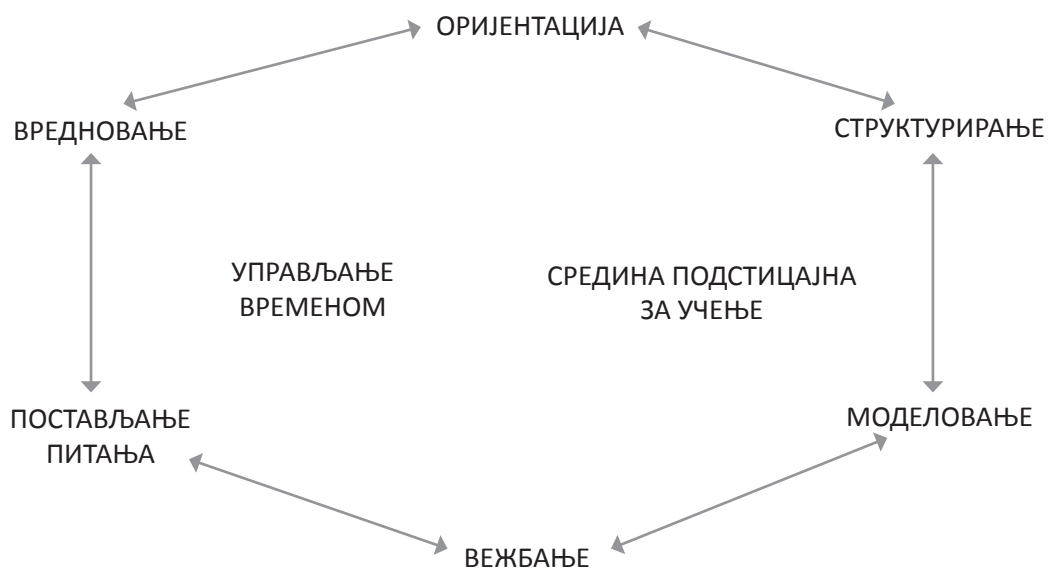 ОРИЈЕНТАЦИЈА
ВРЕДНОВАЊЕ
СТРУКТУРИРАЊЕ
УПРАВЉАЊЕ
ВРЕМЕНОМ
СРЕДИНА ПОДСТИЦАЈНА
ЗА УЧЕЊЕ
ПОСТАВЉАЊЕ
ПИТАЊА
МОДЕЛОВАЊЕ
ВЕЖБАЊЕ